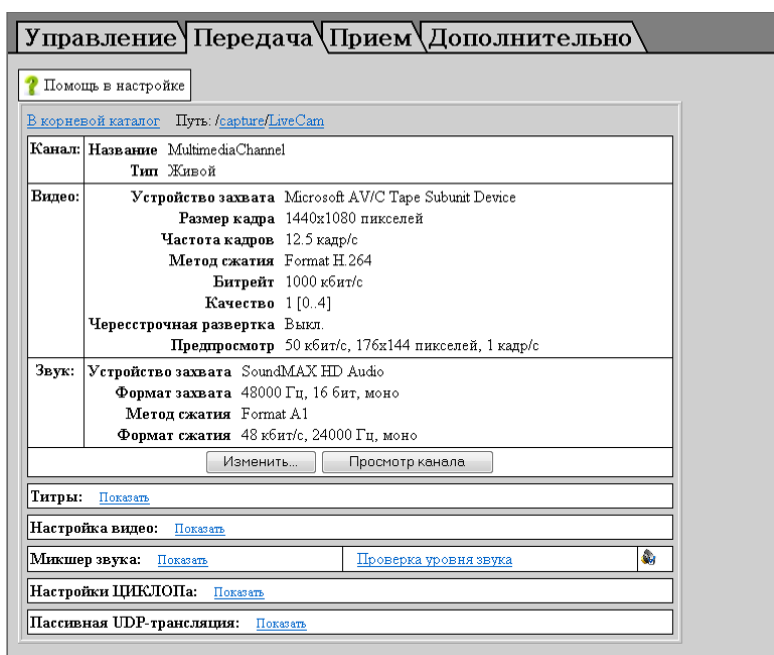 Управление Передача Прием Дополнительно
Помощь в настройке
В корневой каталог Путь: /capture/LiveCam
Канал: Название MultimediaChannel
Тип Живой
Видео: Устройство захвата Microsoft AV/C Tape Subunit Device
Размер кадра 1440x1080 пикселей
Частота кадров 12.5 кадр/с
Метод сжатия Format H.264
Битрейт 1000 кбит/с
Качество 1 [0..4]
Чересстрочная развертка Выкл.
Предпросмотр 50 кбит/с, 176x144 пикселей, 1 кадр/с
Звук: Устройство захвата SoundMAX HD Audio
Формат захвата 48000 Гц, 16 бит, моно
Метод сжатия Format A1
Формат сжатия 48 кбит/с, 24000 Гц, моно
Изменить... Просмотр канала
Титры: Показать
Настройка видео: Показать
Микшер звука: Показать Проверка уровня звука
Настройки ЦИКЛОПа: Показать
Пассивная UDP-трансляция: Показать